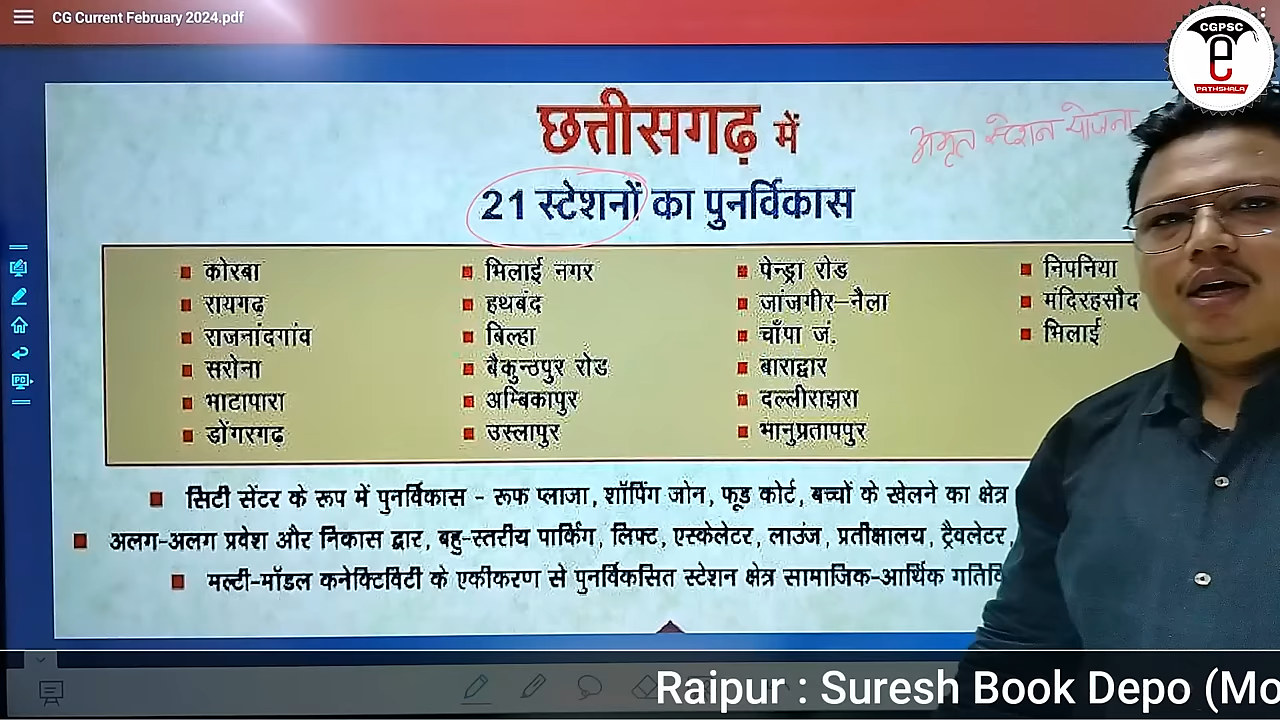 CG Current February 2024.pdf
CGPSC
e
PATHSHALA
छत्तीसगढ़ में
अमृत स्टेशन योजना
21 स्टेशनों का पुनर्विकास
कोरबा
रायगढ़
राजनांदगांव
सरोना
भाटापारा
डोंगरगढ़
भिलाई नगर
हथबंद
बिल्हा
बैकुन्ठपुर रोड
अम्बिकापुर
उस्लापुर
पेन्ड्रा रोड
जांजगीर–नैला
चाँपा जं.
बाराद्वार
दल्लीराझरा
भानुप्रतापपुर
निपनिया
मंदिरहसौद
भिलाई
सिटी सेंटर के रूप में पुनर्विकास - रूफ प्लाजा, शॉपिंग जोन, फूड कोर्ट, बच्चों के खेलने का क्षेत्र
अलग-अलग प्रवेश और निकास द्वार, बहु-स्तरीय पार्किंग, लिफ्ट, एस्केलेटर, लाउंज, प्रतीक्षालय, ट्रैवलेटर,
मल्टी-मॉडल कनेक्टिविटी के एकीकरण से पुनर्विकसित स्टेशन क्षेत्र सामाजिक-आर्थिक
Raipur : Suresh Book Depo (Mo